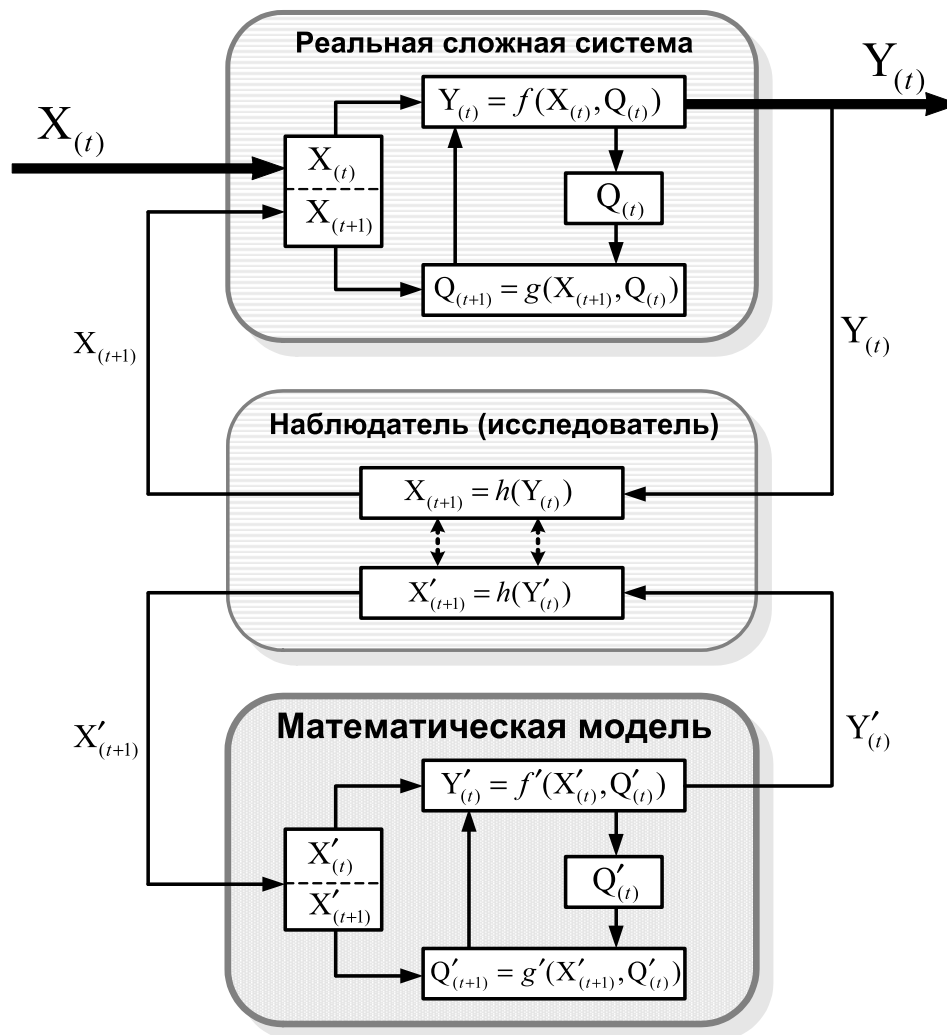 Реальная сложная система
Y(t)
X(t)
Y(t) = f(X(t),Q(t))
X(t)
Q(t)
X(t+1)
Q(t+1) = g(X(t+1),Q(t))
X(t+1)
Y(t)
Наблюдатель (исследователь)
X(t+1) = h(Y(t))
X′(t+1) = h(Y′(t))
X′(t+1)
Y′(t)
Математическая модель
Y′(t) = f′(X′(t),Q′(t))
X′(t)
Q′(t)
X′(t+1)
Q′(t+1) = g′(X′(t+1),Q′(t))